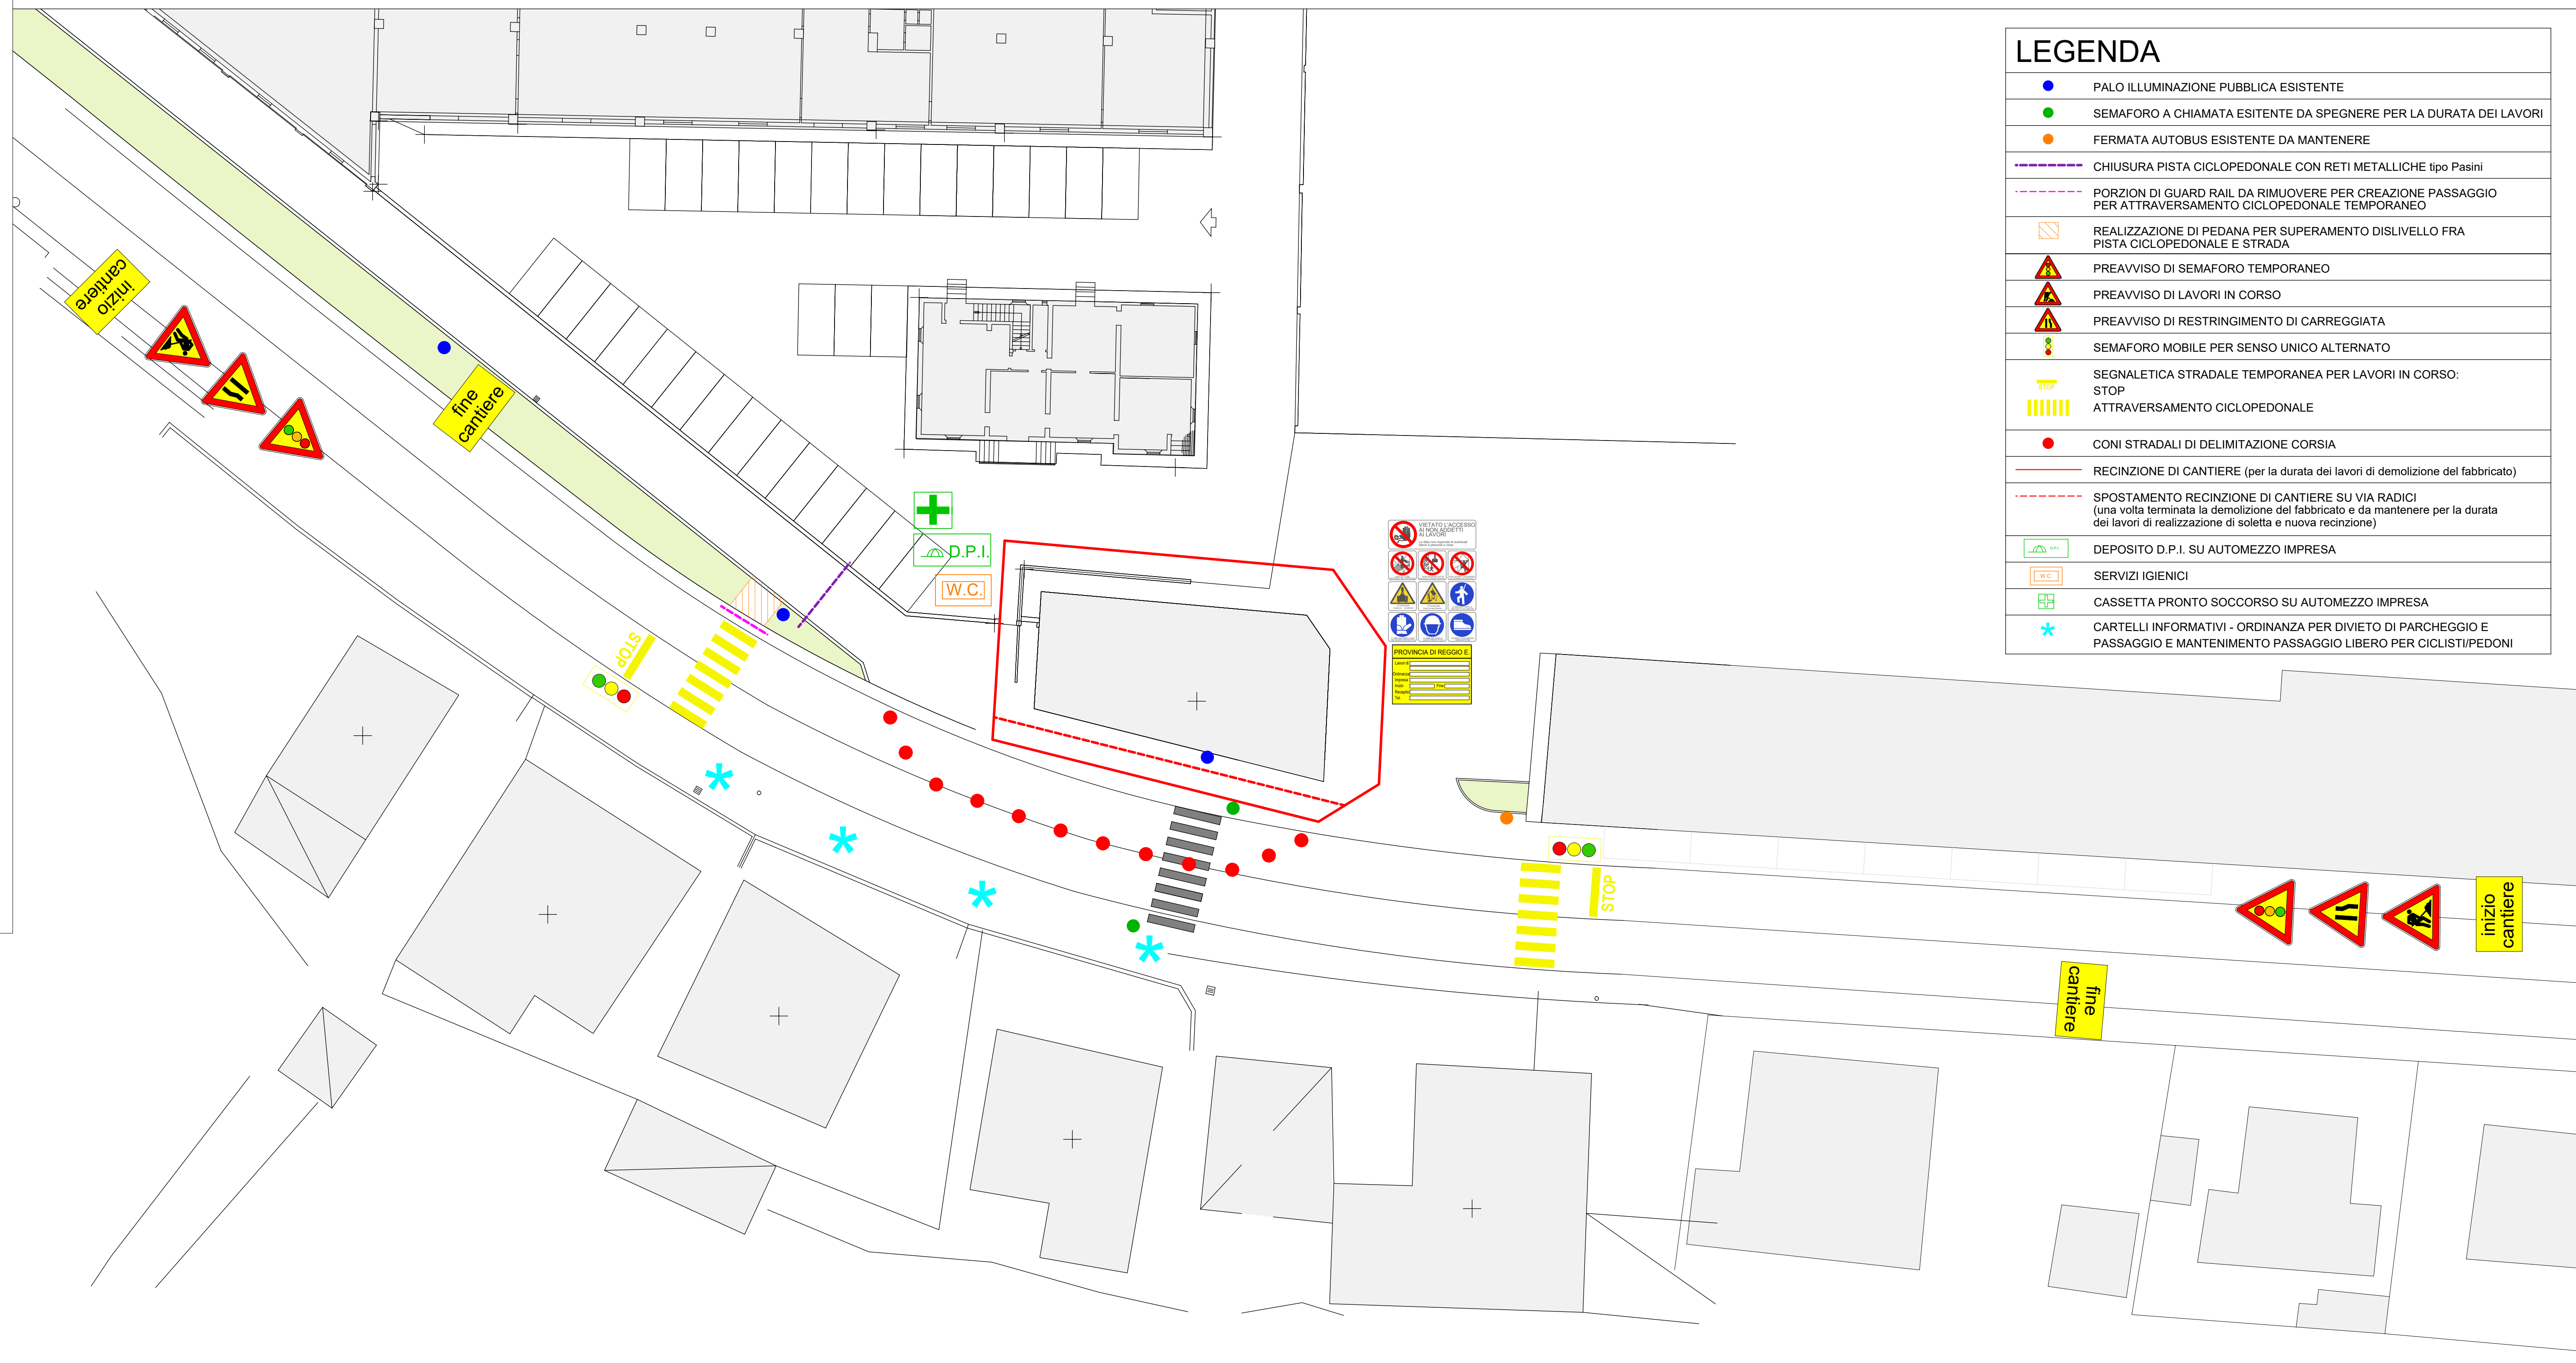 LEGENDA
PALO ILLUMINAZIONE PUBBLICA ESISTENTE
SEMAFORO A CHIAMATA ESITENTE DA SPEGNERE PER LA DURATA DEI LAVORI
FERMATA AUTOBUS ESISTENTE DA MANTENERE
CHIUSURA PISTA CICLOPEDONALE CON RETI METALLICHE tipo Pasini
PORZION DI GUARD RAIL DA RIMUOVERE PER CREAZIONE PASSAGGIO
PER ATTRAVERSAMENTO CICLOPEDONALE TEMPORANEO
REALIZZAZIONE DI PEDANA PER SUPERAMENTO DISLIVELLO FRA
PISTA CICLOPEDONALE E STRADA
PREAVVISO DI SEMAFORO TEMPORANEO
PREAVVISO DI LAVORI IN CORSO
PREAVVISO DI RESTRINGIMENTO DI CARREGGIATA
SEMAFORO MOBILE PER SENSO UNICO ALTERNATO
SEGNALETICA STRADALE TEMPORANEA PER LAVORI IN CORSO:
STOP
STOP
ATTRAVERSAMENTO CICLOPEDONALE
CONI STRADALI DI DELIMITAZIONE CORSIA
RECINZIONE DI CANTIERE (per la durata dei lavori di demolizione del fabbricato)
SPOSTAMENTO RECINZIONE DI CANTIERE SU VIA RADICI
(una volta terminata la demolizione del fabbricato e da mantenere per la durata
dei lavori di realizzazione di soletta e nuova recinzione)
D.P.I. DEPOSITO D.P.I. SU AUTOMEZZO IMPRESA
W.C. SERVIZI IGIENICI
CASSETTA PRONTO SOCCORSO SU AUTOMEZZO IMPRESA
CARTELLI INFORMATIVI - ORDINANZA PER DIVIETO DI PARCHEGGIO E
PASSAGGIO E MANTENIMENTO PASSAGGIO LIBERO PER CICLISTI/PEDONI
inizio
cantiere
fine
cantiere
D.P.I.
W.C.
VIETATO L'ACCESSO
AI NON ADDETTI
AI LAVORI
PROVINCIA DI REGGIO E.
Lavori di
Ordinanza
Impresa
Inizio Fine
Recapito
Tel.
STOP
STOP
inizio
cantiere
fine
cantiere